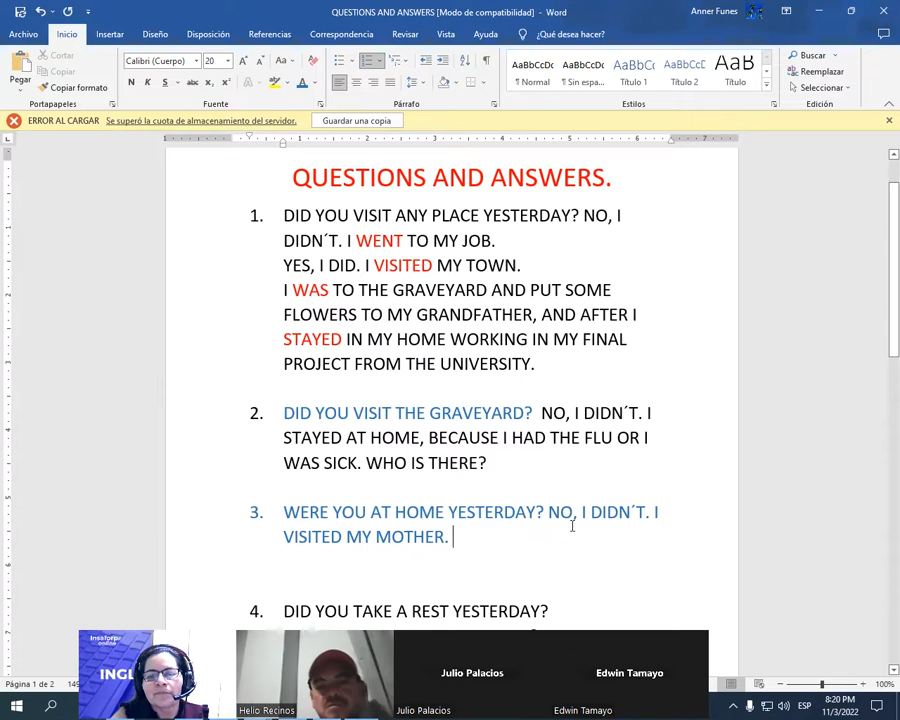 QUESTIONS AND ANSWERS [Modo de compatibilidad] - Word
Anner Funes
Archivo Inicio Insertar Diseño Disposición Referencias Correspondencia Revisar Vista Ayuda ¿Qué desea hacer?
Pegar
Cortar
Copiar
Copiar formato
Portapapeles
Calibri (Cuerpo) 20
Fuente
Párrafo
AaBbCcDc AaBbCcDc AaBbCc AaBbCcD AaB
¶ Normal ¶ Sin espa... Título 1 Título 2 Título
Estilos
Buscar
Reemplazar
Seleccionar
Edición
ERROR AL CARGAR Se superó la cuota de almacenamiento del servidor. Guardar una copia
QUESTIONS AND ANSWERS.
1. DID YOU VISIT ANY PLACE YESTERDAY? NO, I
DIDN´T. I WENT TO MY JOB.
YES, I DID. I VISITED MY TOWN.
I WAS TO THE GRAVEYARD AND PUT SOME
FLOWERS TO MY GRANDFATHER, AND AFTER I
STAYED IN MY HOME WORKING IN MY FINAL
PROJECT FROM THE UNIVERSITY.
2. DID YOU VISIT THE GRAVEYARD? NO, I DIDN´T. I
STAYED AT HOME, BECAUSE I HAD THE FLU OR I
WAS SICK. WHO IS THERE?
3. WERE YOU AT HOME YESTERDAY? NO, I DIDN´T. I
VISITED MY MOTHER.
4. DID YOU TAKE A REST YESTERDAY?
Insaforp
online
INGL
Helio Recinos
Julio Palacios
Julio Palacios
Edwin Tamayo
Edwin Tamayo
Página 1 de 2
100%
ESP
8:20 PM
11/3/2022